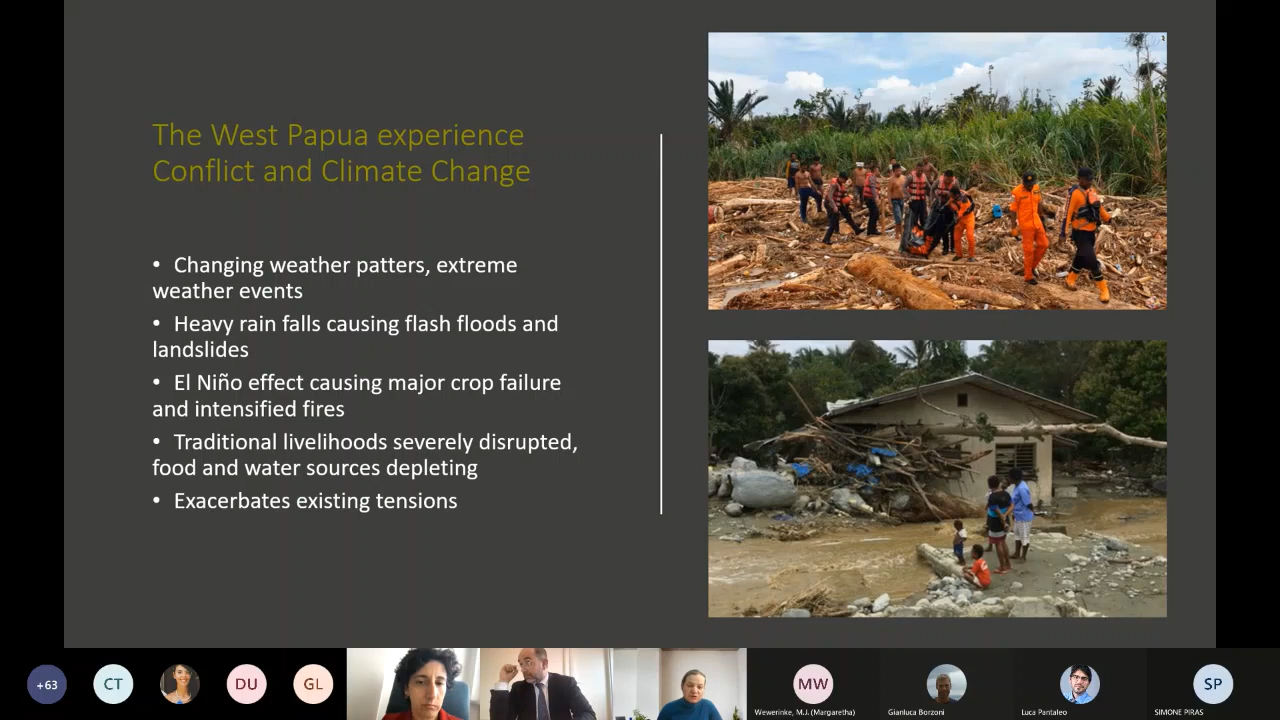 The West Papua experience
Conflict and Climate Change
• Changing weather patters, extreme
weather events
• Heavy rain falls causing flash floods and
landslides
• El Niño effect causing major crop failure
and intensified fires
• Traditional livelihoods severely disrupted,
food and water sources depleting
• Exacerbates existing tensions
+63
CT
DU
GL
MW
Wewerinke, M.J. (Margaretha)
Gianluca Borzoni
Luca Pantaleo
SP
SIMONE PIRAS